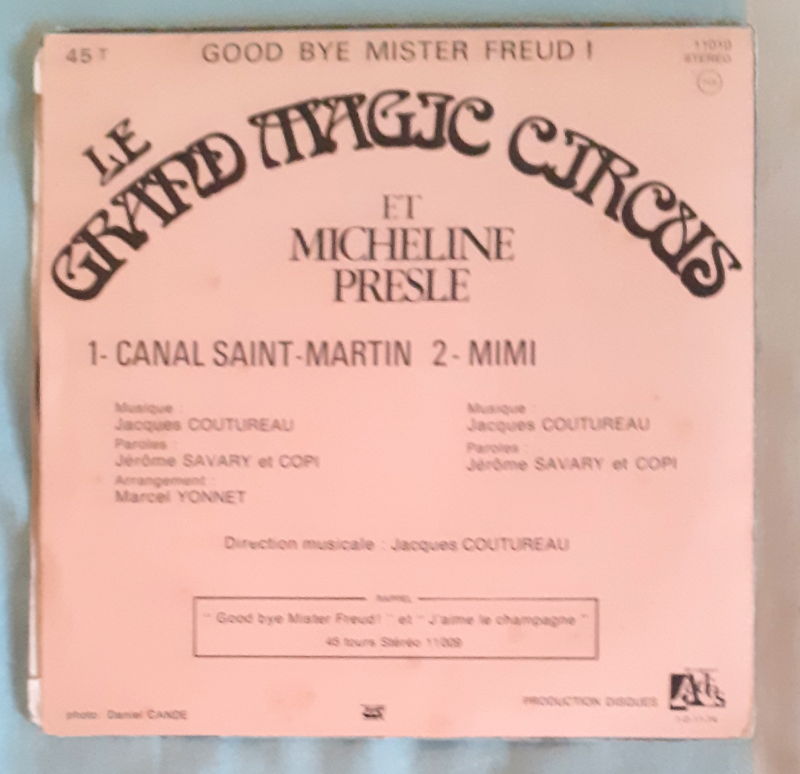 45 T
GOOD BYE MISTER FREUD !
11010
STEREO
LE
GRAND MAGIC CIRCUS
ET
MICHELINE
PRESLE
1- CANAL SAINT-MARTIN 2- MIMI
Musique :
Jacques COUTUREAU
Paroles :
Jérôme SAVARY et COPI
Arrangement :
Marcel YONNET
Musique :
Jacques COUTUREAU
Paroles :
Jérôme SAVARY et COPI
Direction musicale : Jacques COUTUREAU
RAPPEL
" Good bye Mister Freud! " et " J'aime le champagne "
45 tours Stéréo 11009
PRODUCTION DISQUES
Adès
photo: Daniel CANDE